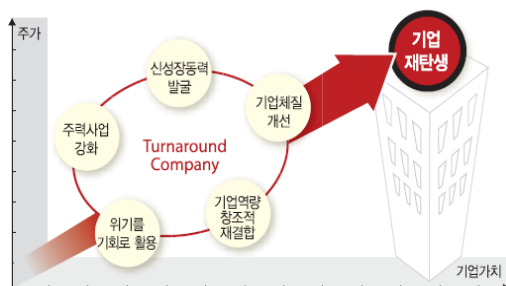 주가
기업
재탄생
신성장동력
발굴
기업체질
개선
주력사업
강화
Turnaround
Company
기업역량
창조적
재결합
위기를
기회로 활용
기업가치